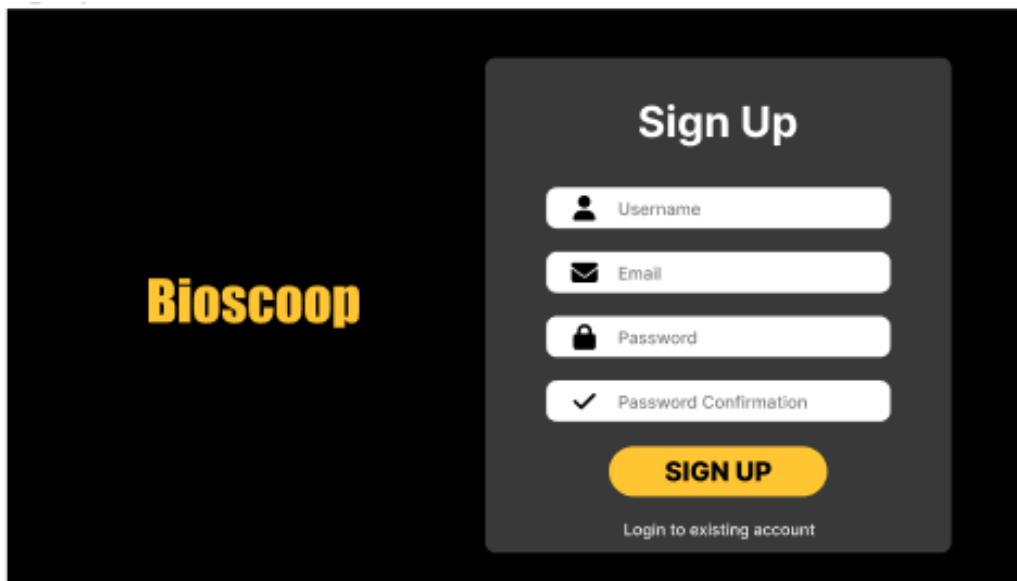 Bioscoop
Sign Up
Username
Email
Password
Password Confirmation
SIGN UP
Login to existing account